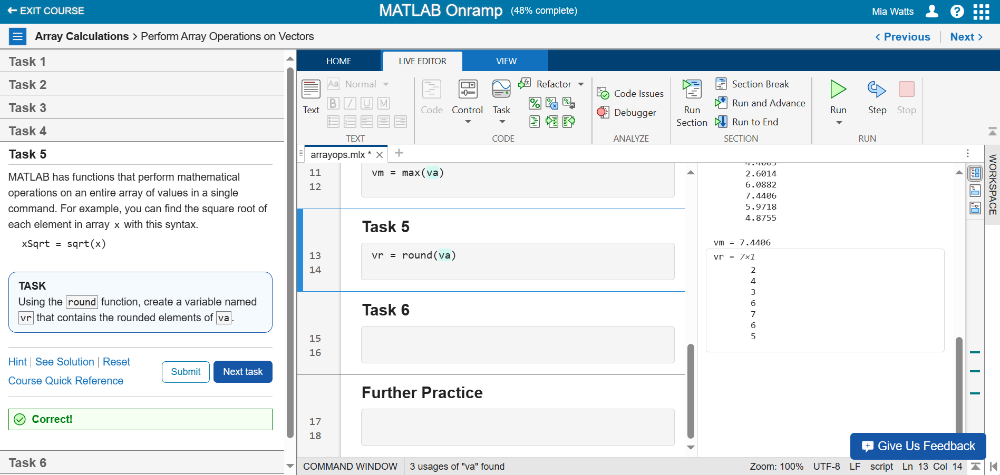 EXIT COURSE
MATLAB Onramp (48% complete)
Mia Watts
Array Calculations > Perform Array Operations on Vectors
< Previous
Next >
Task 1
Task 2
Task 3
Task 4
Task 5
MATLAB has functions that perform mathematical
operations on an entire array of values in a single
command. For example, you can find the square root of
each element in array x with this syntax.
xSqrt = sqrt(x)
TASK
Using the round function, create a variable named
vr that contains the rounded elements of va.
Hint | See Solution | Reset
Course Quick Reference
Submit
Next task
Correct!
Task 6
HOME
LIVE EDITOR
VIEW
Text
Aa Normal
B I U M
TEXT
Code
Control
Task
Refactor
CODE
Code Issues
Debugger
ANALYZE
Run
Section
Section Break
Run and Advance
Run to End
SECTION
Run
Step
Stop
RUN
arrayops.mlx *
11 vm = max(va)
12
Task 5
13 vr = round(va)
14
Task 6
15
16
Further Practice
17
18
4.4005
2.6014
6.0882
7.4406
5.9718
4.8755
vm = 7.4406
vr = 7×1
2
4
3
6
7
6
5
WORKSPACE
Give Us Feedback
COMMAND WINDOW
3 usages of "va" found
Zoom: 100% UTF-8 LF script Ln 13 Col 14